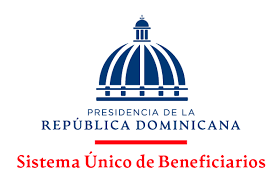 PRESIDENCIA DE LA
REPÚBLICA DOMINICANA
Sistema Único de Beneficiarios